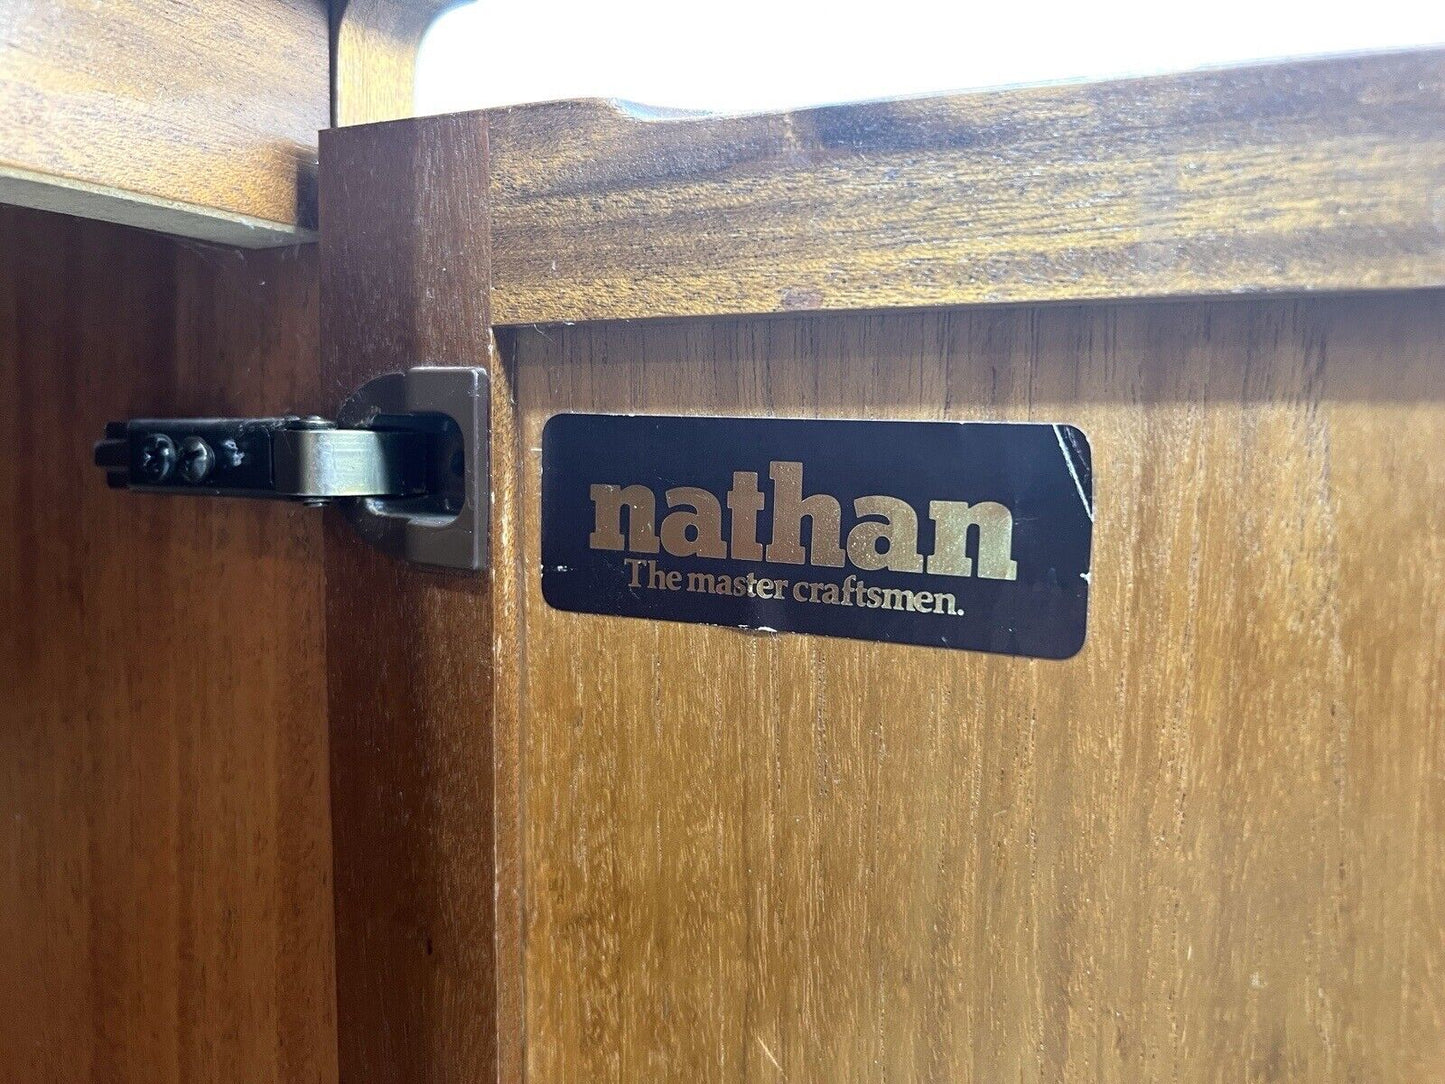 nathan
The master craftsmen.